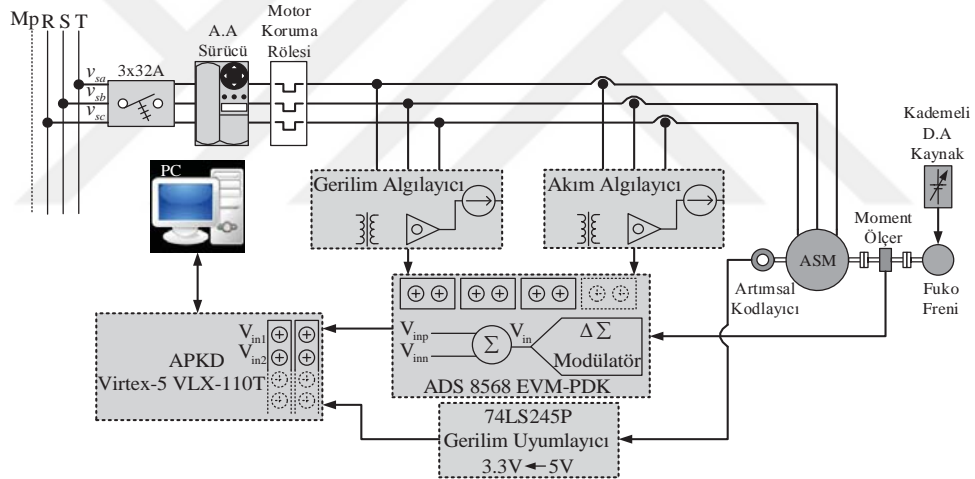 Mp R S T
A.A
Sürücü
Motor
Koruma
Rölesi
3x32A
v_sa
v_sb
v_sc
PC
Gerilim Algılayıcı
Akım Algılayıcı
Kademeli
D.A
Kaynak
Moment
Ölçer
ASM
Artımsal
Kodlayıcı
Fuko
Freni
V_in1
V_in2
APKD
Virtex-5 VLX-110T
V_inp
V_inn
Σ
V_in
Δ Σ
Modülatör
ADS 8568 EVM-PDK
74LS245P
Gerilim Uyumlayıcı
3.3V ← 5V